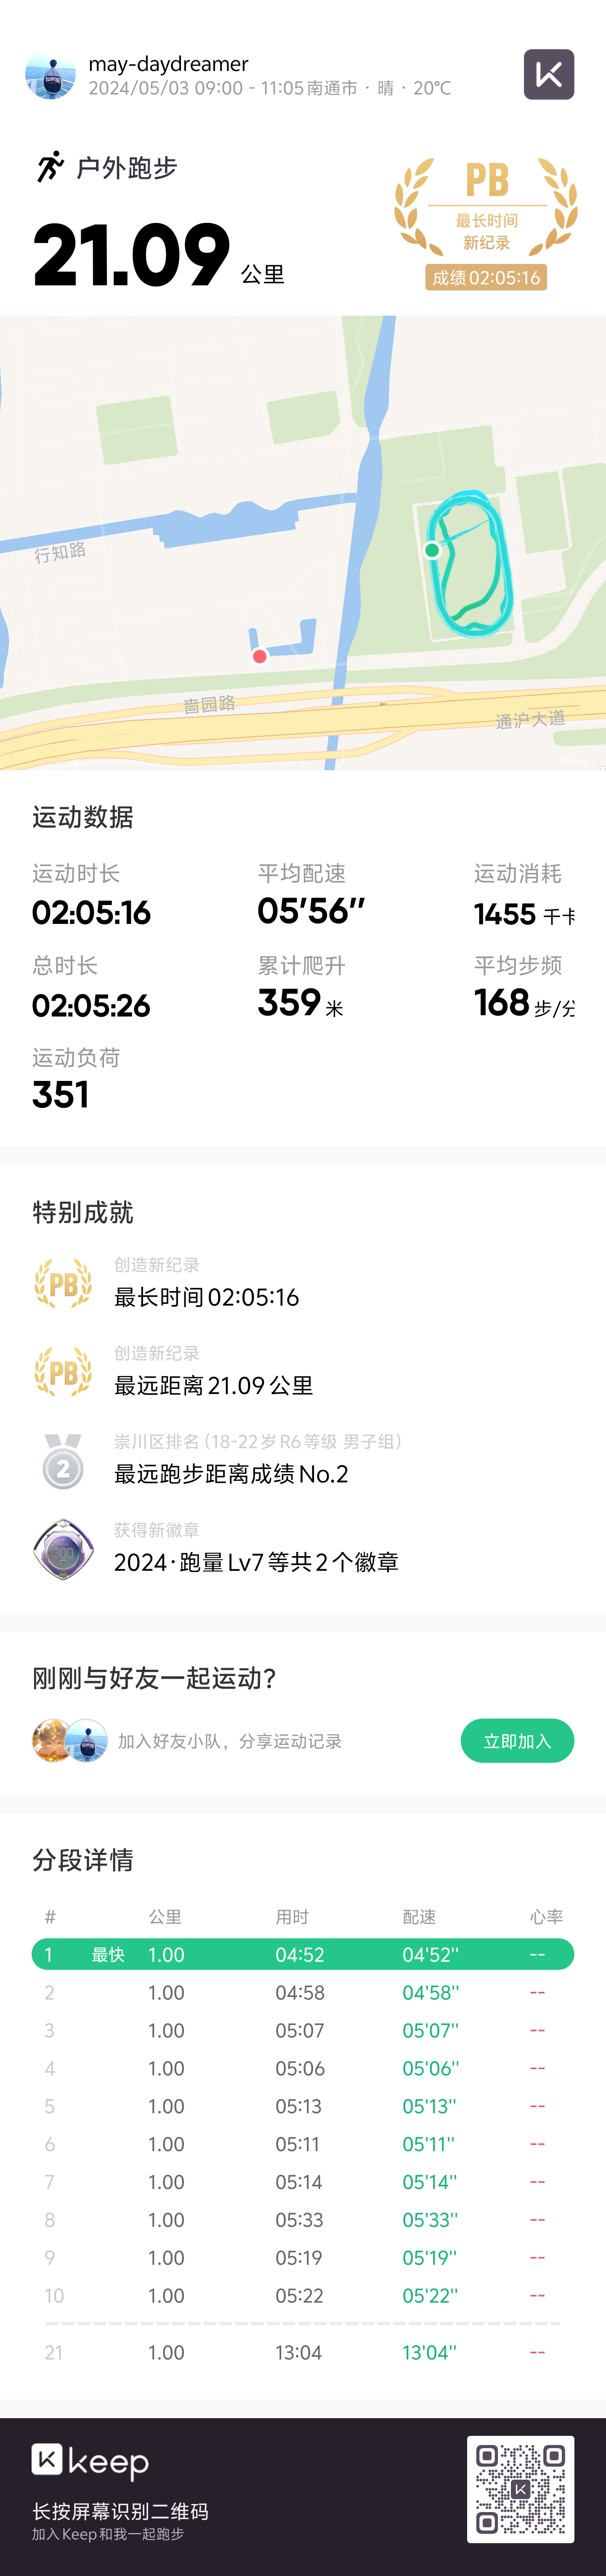 may-daydreamer
2024/05/03 09:00 - 11:05 南通市 · 晴 · 20℃
户外跑步
21.09 公里
PB
最长时间
新纪录
成绩 02:05:16
行知路
啬园路
通沪大道
运动数据
运动时长 平均配速 运动消耗
02:05:16 05'56'' 1455 千卡
总时长 累计爬升 平均步频
02:05:26 359 米 168 步/分
运动负荷
351
特别成就
PB
创造新纪录
最长时间 02:05:16
PB
创造新纪录
最远距离 21.09 公里
2
崇川区排名 (18-22 岁 R6 等级 男子组)
最远跑步距离成绩 No.2
300
获得新徽章
2024·跑量 Lv7 等共 2 个徽章
刚刚与好友一起运动?
加入好友小队，分享运动记录
立即加入
分段详情
# 公里 用时 配速 心率
1 最快 1.00 04:52 04'52'' --
2 1.00 04:58 04'58'' --
3 1.00 05:07 05'07'' --
4 1.00 05:06 05'06'' --
5 1.00 05:13 05'13'' --
6 1.00 05:11 05'11'' --
7 1.00 05:14 05'14'' --
8 1.00 05:33 05'33'' --
9 1.00 05:19 05'19'' --
10 1.00 05:22 05'22'' --
21 1.00 13:04 13'04'' --
keep
长按屏幕识别二维码
加入 Keep 和我一起跑步